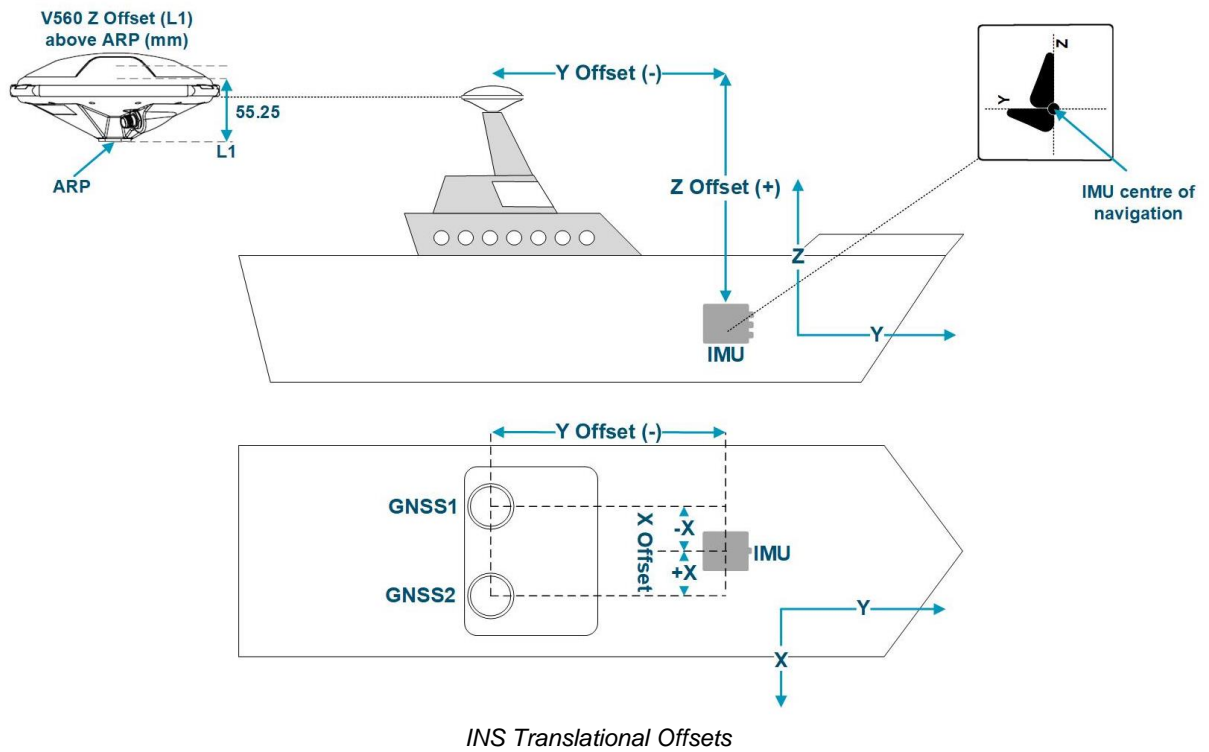 V560 Z Offset (L1)
above ARP (mm)
55.25
L1
ARP
Y Offset (-)
Z Offset (+)
Z
Y
IMU centre of
navigation
Z
Y
IMU
Y Offset (-)
GNSS1
GNSS2
X Offset
-X
+X
IMU
Y
X
INS Translational Offsets